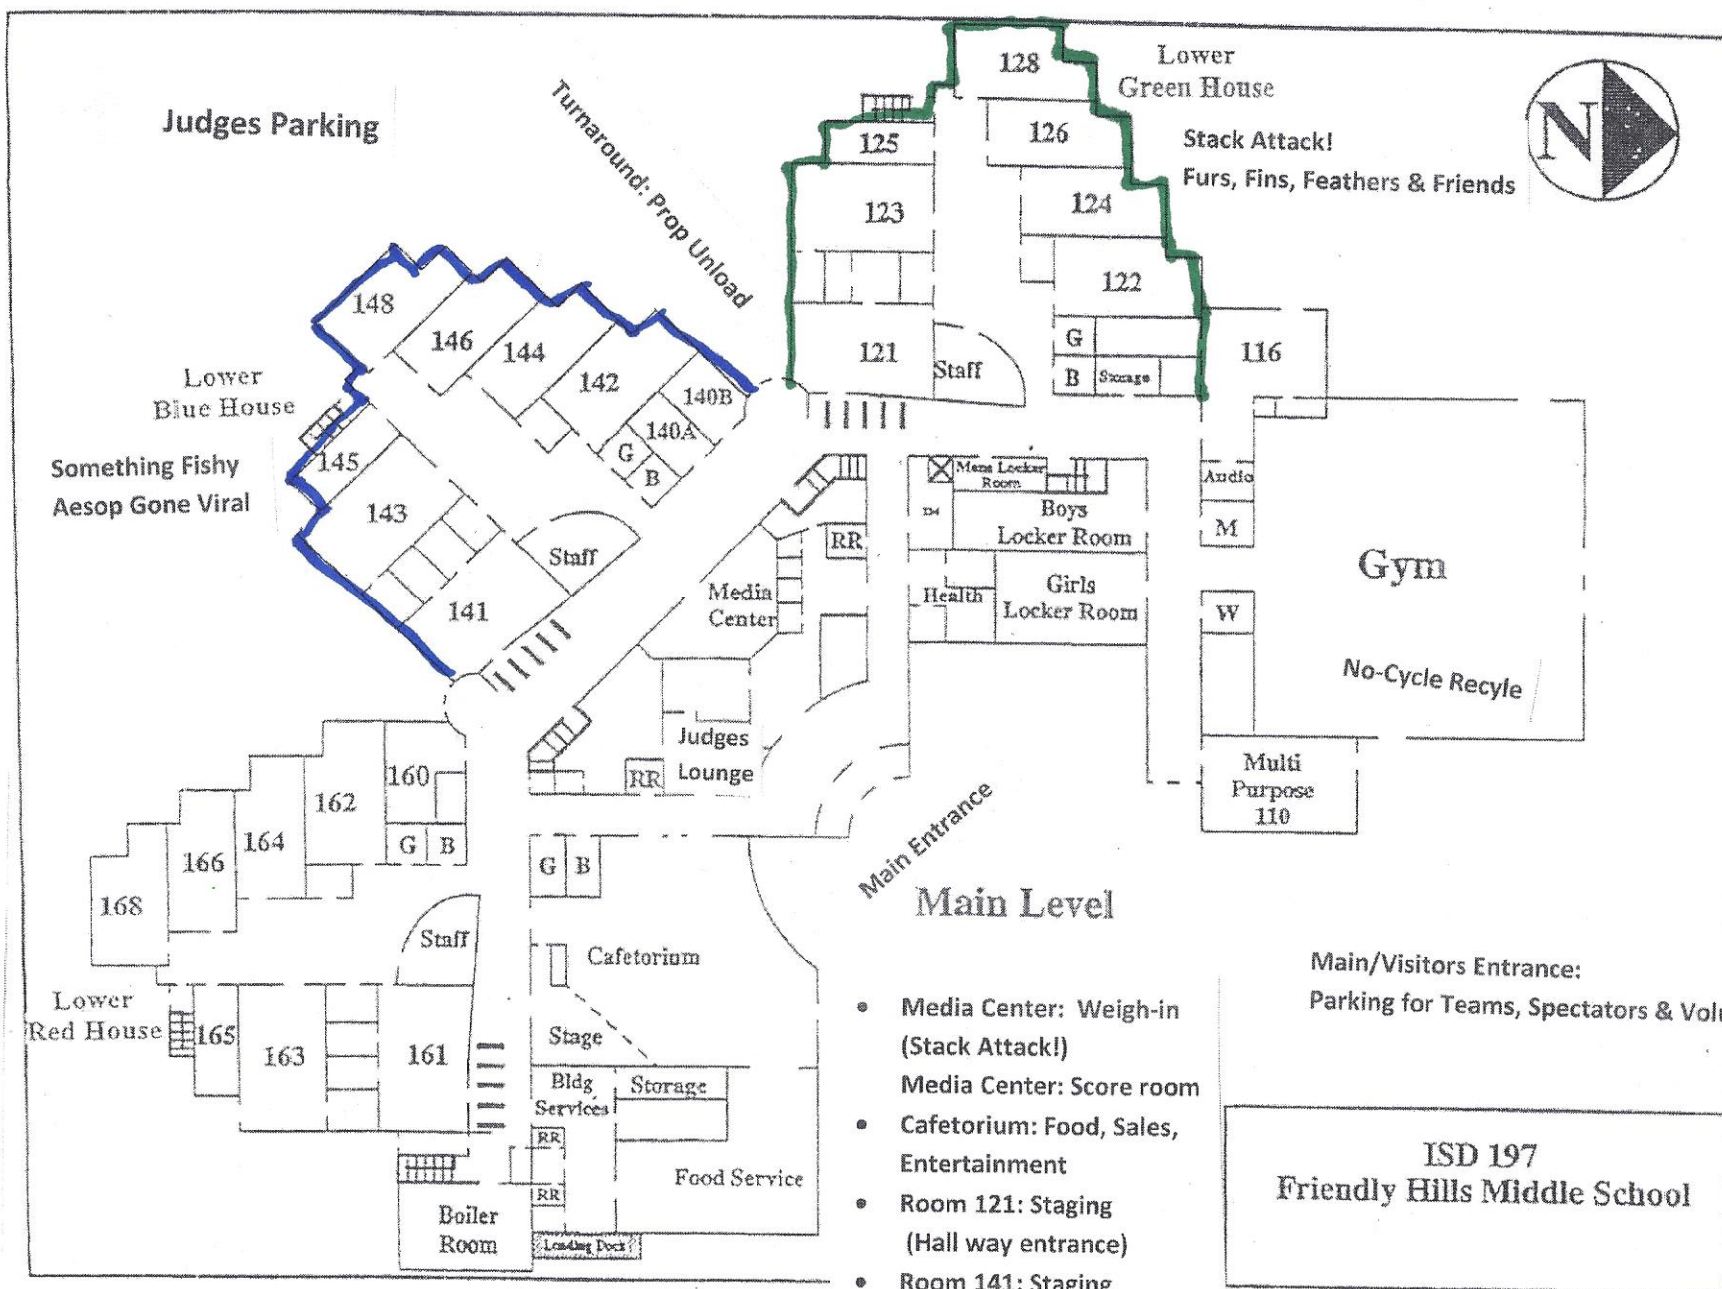 Judges Parking
Turnaround: Prop Unload
Lower
Green House
Stack Attack!
Furs, Fins, Feathers & Friends
N
128
125
126
123
124
122
121
Staff
G
B
Storage
116
148
146
144
142
140B
140A
G
B
Lower
Blue House
Something Fishy
Aesop Gone Viral
145
143
141
Staff
Media
Center
RR
Mens Locker
Room
Boys
Locker Room
Health
Girls
Locker Room
Audio
M
W
Gym
No-Cycle Recyle
Multi
Purpose
110
Judges
Lounge
RR
Main Entrance
160
162
164
166
168
G
B
Staff
Lower
Red House
165
163
161
G
B
Cafetorium
Stage
Bldg
Services
Storage
RR
RR
Food Service
Boiler
Room
Loading Dock
Main Level
• Media Center: Weigh-in
(Stack Attack!)
Media Center: Score room
• Cafetorium: Food, Sales,
Entertainment
• Room 121: Staging
(Hall way entrance)
• Room 141: Staging
Main/Visitors Entrance:
Parking for Teams, Spectators & Volu
ISD 197
Friendly Hills Middle School